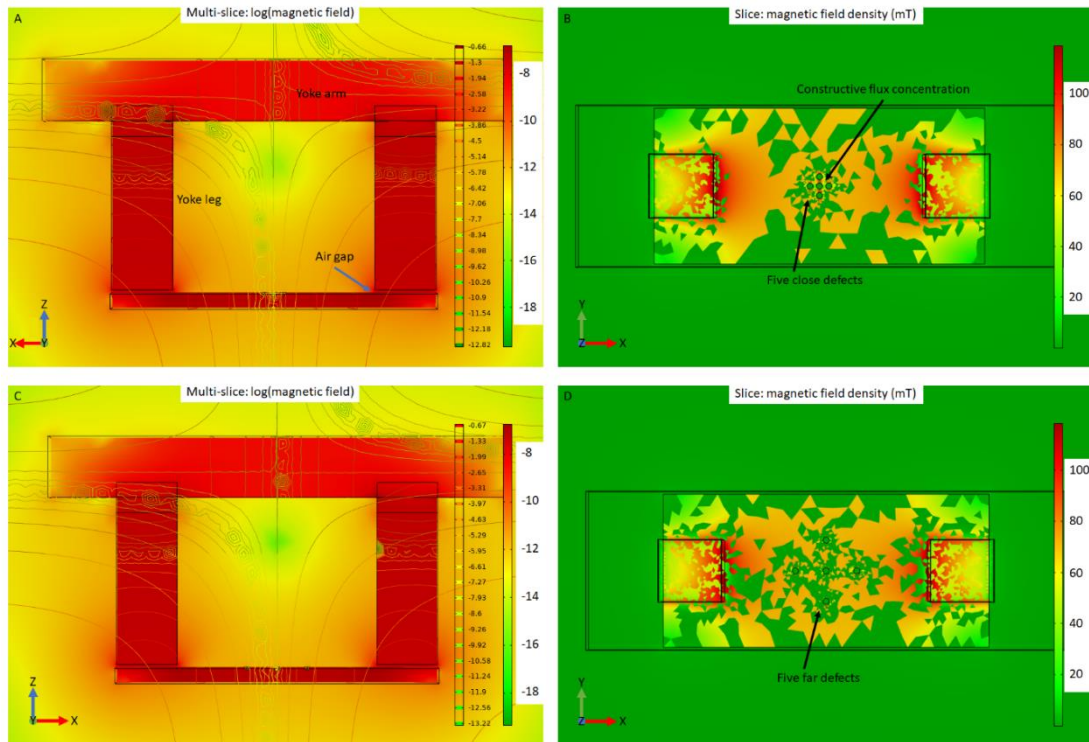 A
Multi-slice: log(magnetic field)
Yoke arm
Yoke leg
Air gap
Z
X
Y
-0.66
-1.3
-1.94
-2.58
-3.22
-3.86
-4.5
-5.14
-5.78
-6.42
-7.06
-7.7
-8.34
-8.98
-9.62
-10.26
-10.9
-11.54
-12.18
-12.82
-8
-10
-12
-14
-16
-18
B
Slice: magnetic field density (mT)
Constructive flux concentration
Five close defects
Y
Z
X
100
80
60
40
20
C
Multi-slice: log(magnetic field)
Z
Y
X
-0.67
-1.33
-1.99
-2.65
-3.31
-3.97
-4.63
-5.29
-5.95
-6.61
-7.27
-7.93
-8.6
-9.26
-9.92
-10.58
-11.24
-11.9
-12.56
-13.22
-8
-10
-12
-14
-16
-18
D
Slice: magnetic field density (mT)
Five far defects
Y
Z
X
100
80
60
40
20